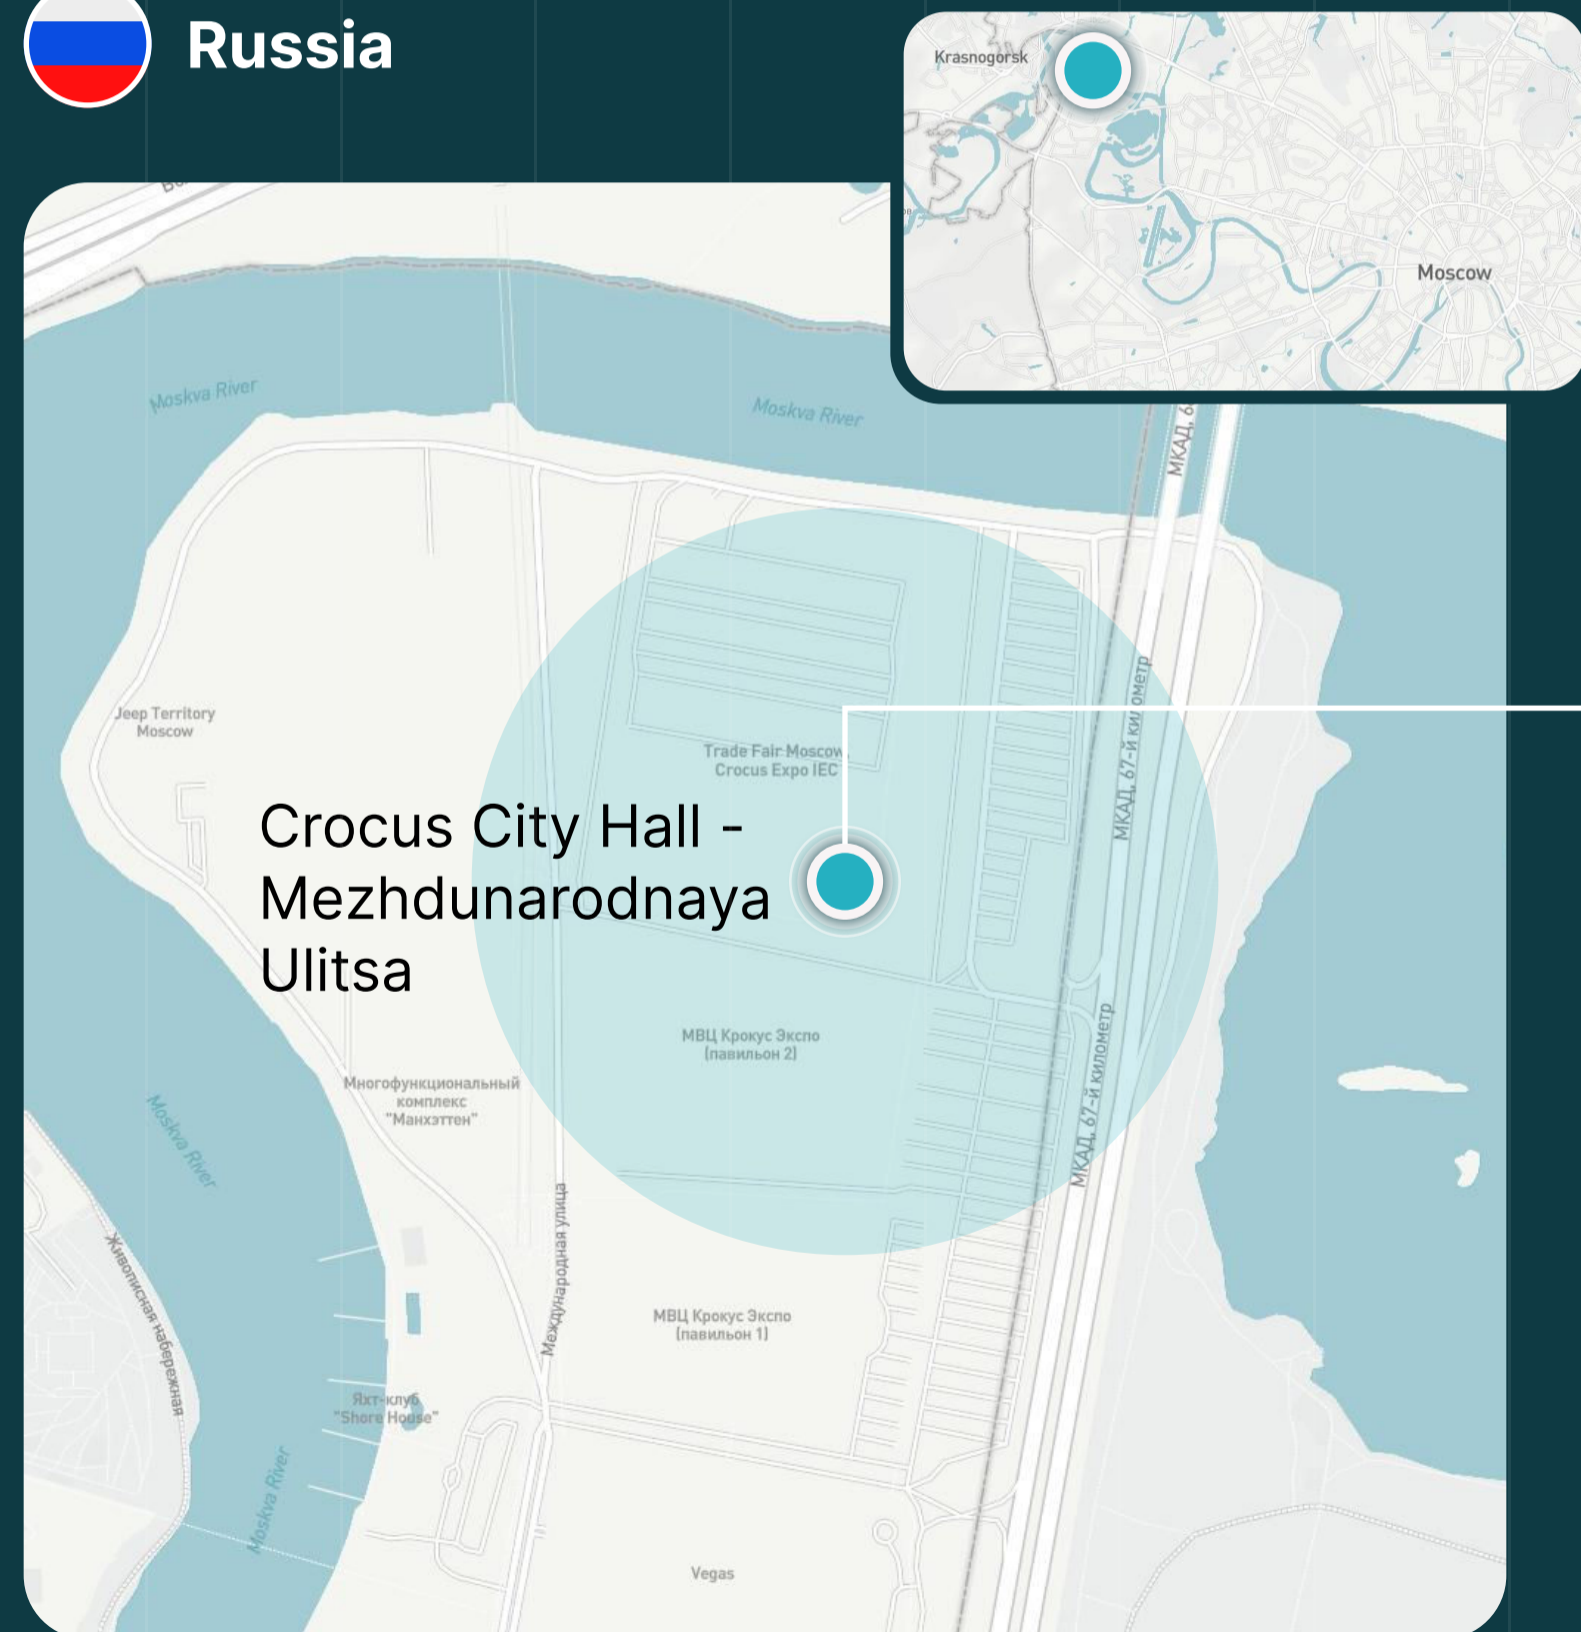 Russia
Krasnogorsk
Moscow
Moskva River
Moskva River
МКАД, 6
Jeep Territory
Moscow
Trade Fair Moscow,
Crocus Expo IEC
МКАД, 67-й километр
Crocus City Hall -
Mezhdunarodnaya
Ulitsa
МВЦ Крокус Экспо
(павильон 2)
МКАД, 67-й километр
Многофункциональный
комплекс
"Манхэттен"
Moskva River
Международная улица
Живописная набережная
МВЦ Крокус Экспо
(павильон 1)
Яхт-клуб
"Shore House"
Moskva River
Vegas